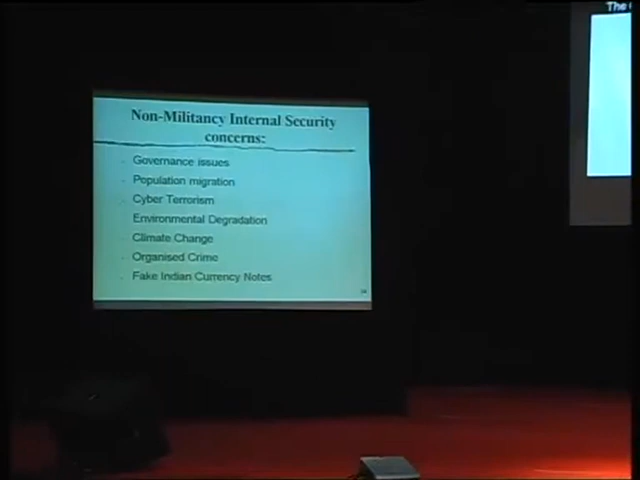 Non-Militancy Internal Security
concerns:
Governance issues
Population migration
Cyber Terrorism
Environmental Degradation
Climate Change
Organised Crime
Fake Indian Currency Notes
The